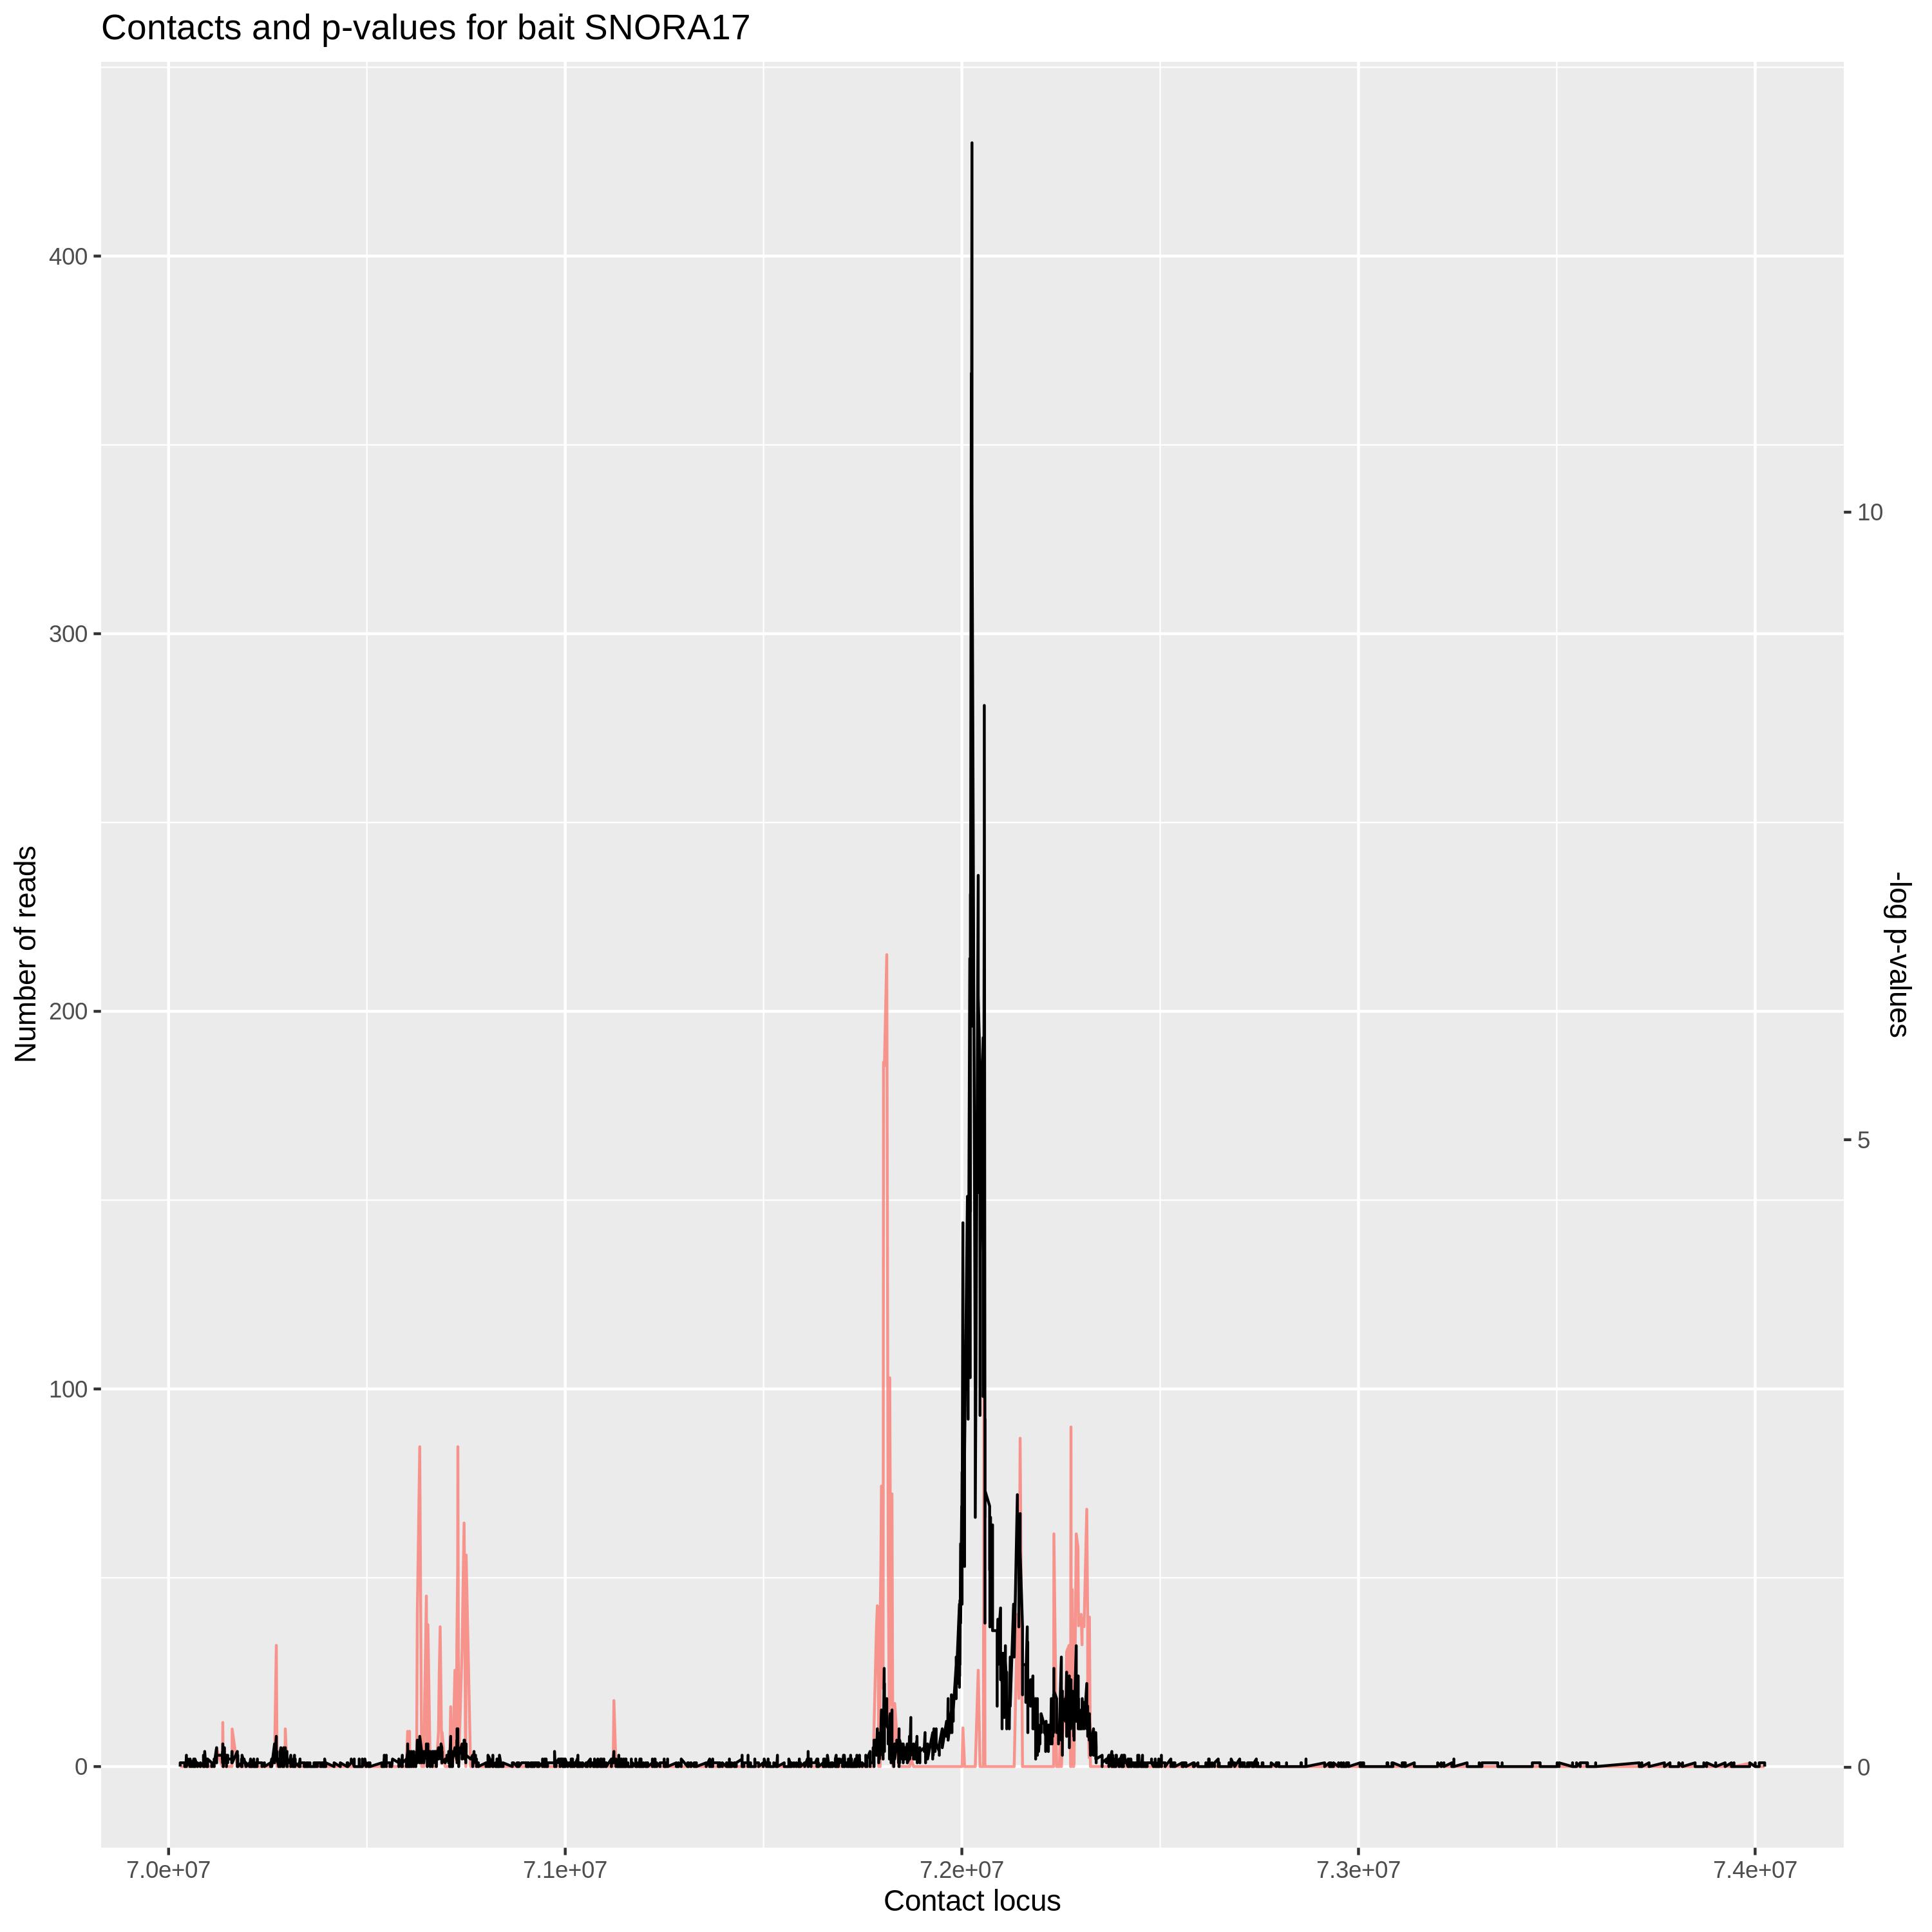 Contacts and p-values for bait SNORA17
Number of reads
400
300
200
100
0
-log p-values
10
5
0
7.0e+07 7.1e+07 7.2e+07 7.3e+07 7.4e+07
Contact locus